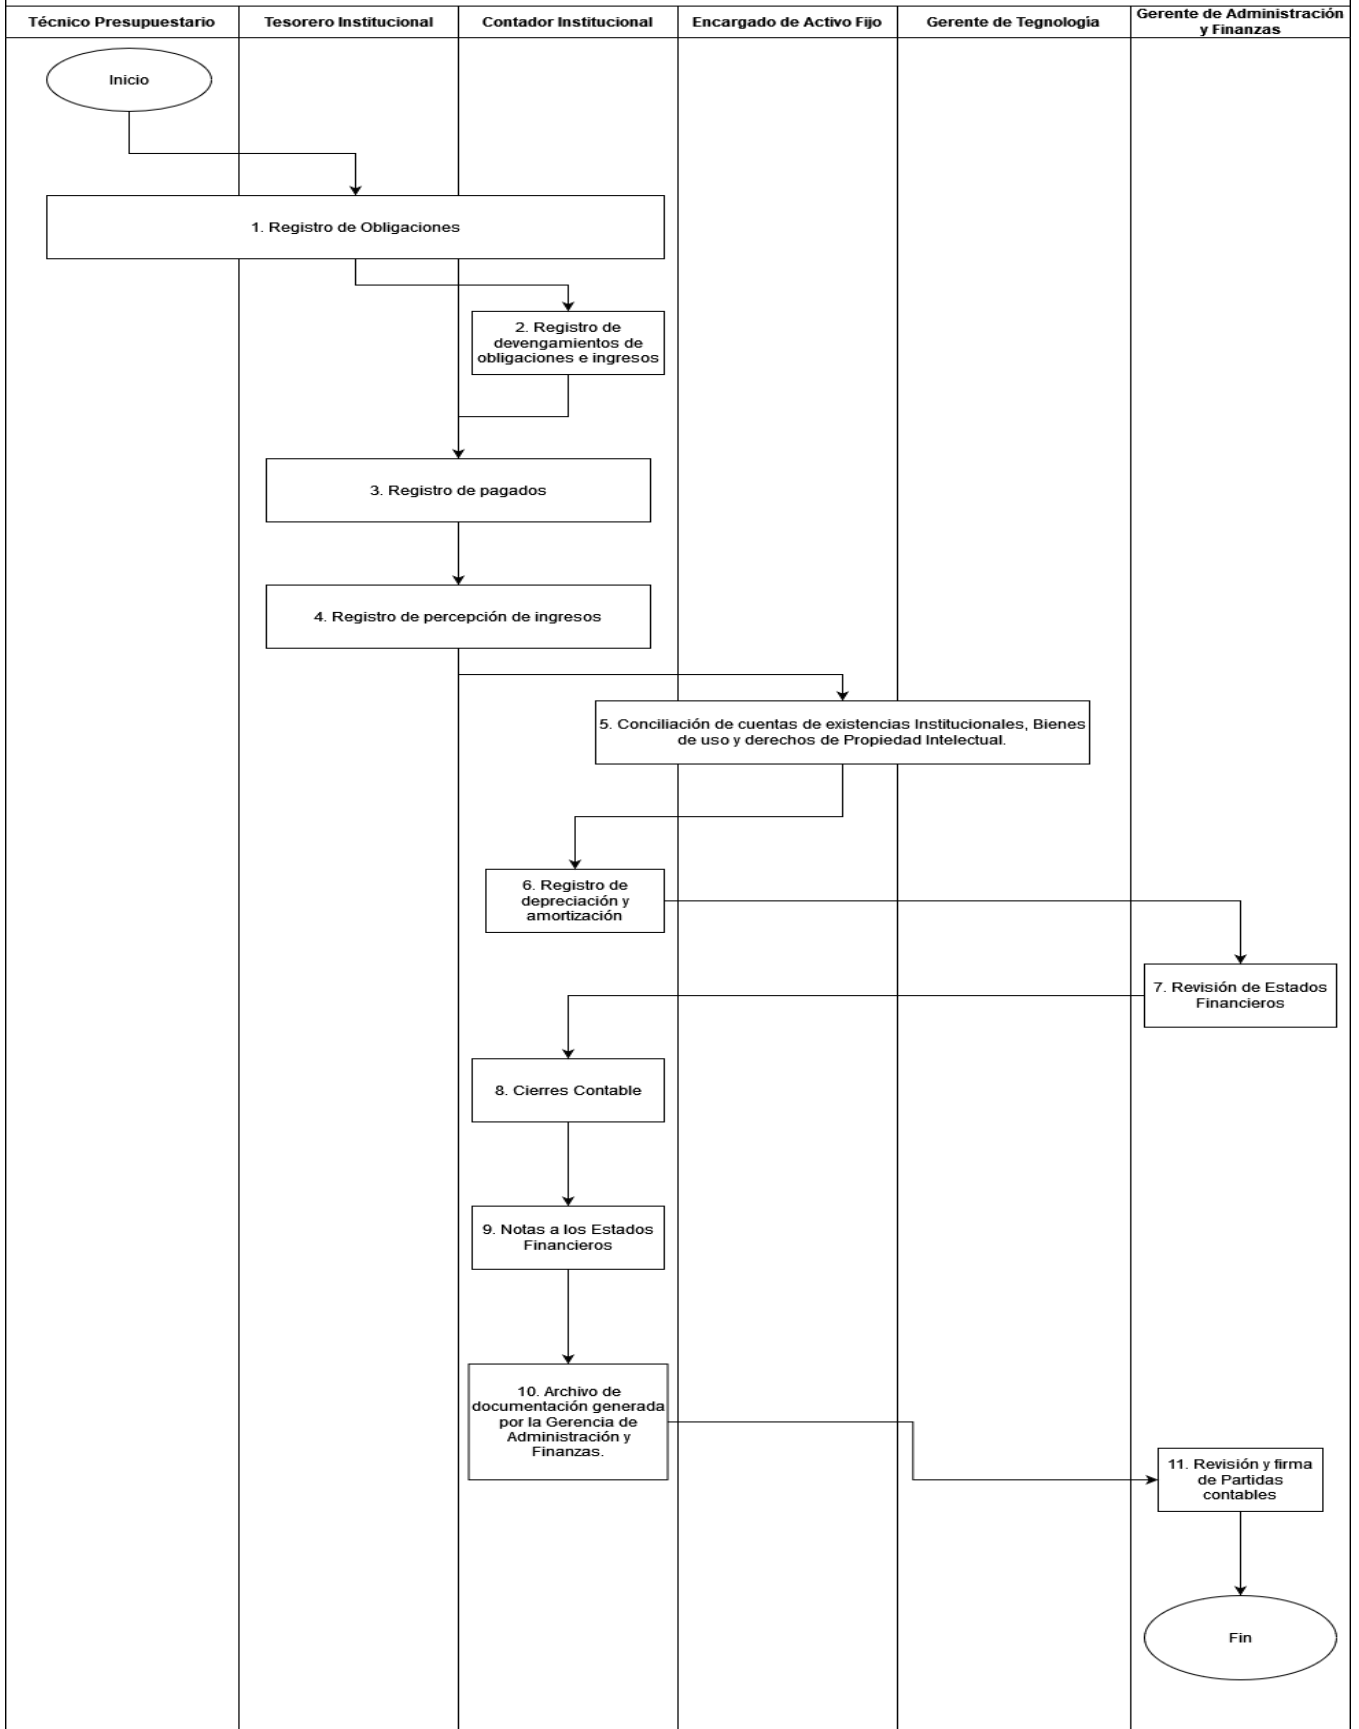 Técnico Presupuestario
Tesorero Institucional
Contador Institucional
Encargado de Activo Fijo
Gerente de Tegnología
Gerente de Administración
y Finanzas
Inicio
1. Registro de Obligaciones
2. Registro de
devengamientos de
obligaciones e ingresos
3. Registro de pagados
4. Registro de percepción de ingresos
5. Conciliación de cuentas de existencias Institucionales, Bienes
de uso y derechos de Propiedad Intelectual.
6. Registro de
depreciación y
amortización
7. Revisión de Estados
Financieros
8. Cierres Contable
9. Notas a los Estados
Financieros
10. Archivo de
documentación generada
por la Gerencia de
Administración y
Finanzas.
11. Revisión y firma
de Partidas
contables
Fin